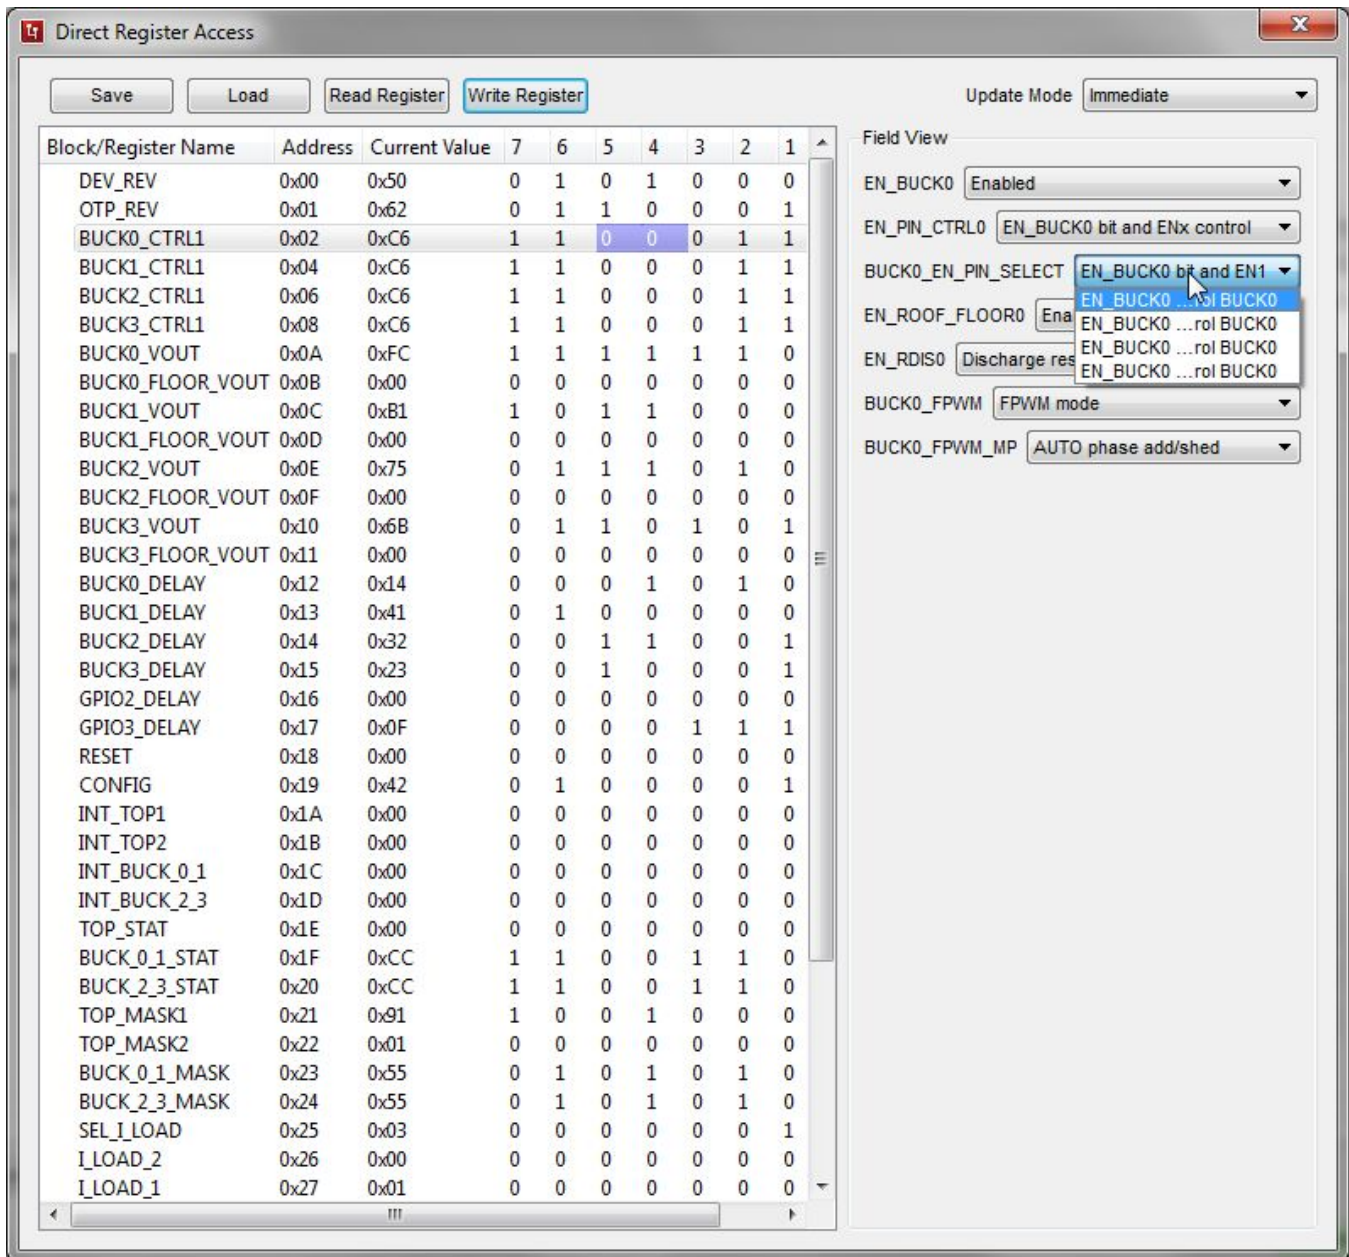 Direct Register Access
Save Load Read Register Write Register Update Mode Immediate
Block/Register Name Address Current Value 7 6 5 4 3 2 1
DEV_REV 0x00 0x50 0 1 0 1 0 0 0
OTP_REV 0x01 0x62 0 1 1 0 0 0 1
BUCK0_CTRL1 0x02 0xC6 1 1 0 0 0 1 1
BUCK1_CTRL1 0x04 0xC6 1 1 0 0 0 1 1
BUCK2_CTRL1 0x06 0xC6 1 1 0 0 0 1 1
BUCK3_CTRL1 0x08 0xC6 1 1 0 0 0 1 1
BUCK0_VOUT 0x0A 0xFC 1 1 1 1 1 1 0
BUCK0_FLOOR_VOUT 0x0B 0x00 0 0 0 0 0 0 0
BUCK1_VOUT 0x0C 0xB1 1 0 1 1 0 0 0
BUCK1_FLOOR_VOUT 0x0D 0x00 0 0 0 0 0 0 0
BUCK2_VOUT 0x0E 0x75 0 1 1 1 0 1 0
BUCK2_FLOOR_VOUT 0x0F 0x00 0 0 0 0 0 0 0
BUCK3_VOUT 0x10 0x6B 0 1 1 0 1 0 1
BUCK3_FLOOR_VOUT 0x11 0x00 0 0 0 0 0 0 0
BUCK0_DELAY 0x12 0x14 0 0 0 1 0 1 0
BUCK1_DELAY 0x13 0x41 0 1 0 0 0 0 0
BUCK2_DELAY 0x14 0x32 0 0 1 1 0 0 1
BUCK3_DELAY 0x15 0x23 0 0 1 0 0 0 1
GPIO2_DELAY 0x16 0x00 0 0 0 0 0 0 0
GPIO3_DELAY 0x17 0x0F 0 0 0 0 1 1 1
RESET 0x18 0x00 0 0 0 0 0 0 0
CONFIG 0x19 0x42 0 1 0 0 0 0 1
INT_TOP1 0x1A 0x00 0 0 0 0 0 0 0
INT_TOP2 0x1B 0x00 0 0 0 0 0 0 0
INT_BUCK_0_1 0x1C 0x00 0 0 0 0 0 0 0
INT_BUCK_2_3 0x1D 0x00 0 0 0 0 0 0 0
TOP_STAT 0x1E 0x00 0 0 0 0 0 0 0
BUCK_0_1_STAT 0x1F 0xCC 1 1 0 0 1 1 0
BUCK_2_3_STAT 0x20 0xCC 1 1 0 0 1 1 0
TOP_MASK1 0x21 0x91 1 0 0 1 0 0 0
TOP_MASK2 0x22 0x01 0 0 0 0 0 0 0
BUCK_0_1_MASK 0x23 0x55 0 1 0 1 0 1 0
BUCK_2_3_MASK 0x24 0x55 0 1 0 1 0 1 0
SEL_I_LOAD 0x25 0x03 0 0 0 0 0 0 1
I_LOAD_2 0x26 0x00 0 0 0 0 0 0 0
I_LOAD_1 0x27 0x01 0 0 0 0 0 0 0
Field View
EN_BUCK0 Enabled
EN_PIN_CTRL0 EN_BUCK0 bit and ENx control
BUCK0_EN_PIN_SELECT EN_BUCK0 bit and EN1
EN_BUCK0 ...rol BUCK0
EN_ROOF_FLOOR0 Ena
EN_BUCK0 ...rol BUCK0
EN_BUCK0 ...rol BUCK0
EN_RDIS0 Discharge res
EN_BUCK0 ...rol BUCK0
BUCK0_FPWM FPWM mode
BUCK0_FPWM_MP AUTO phase add/shed